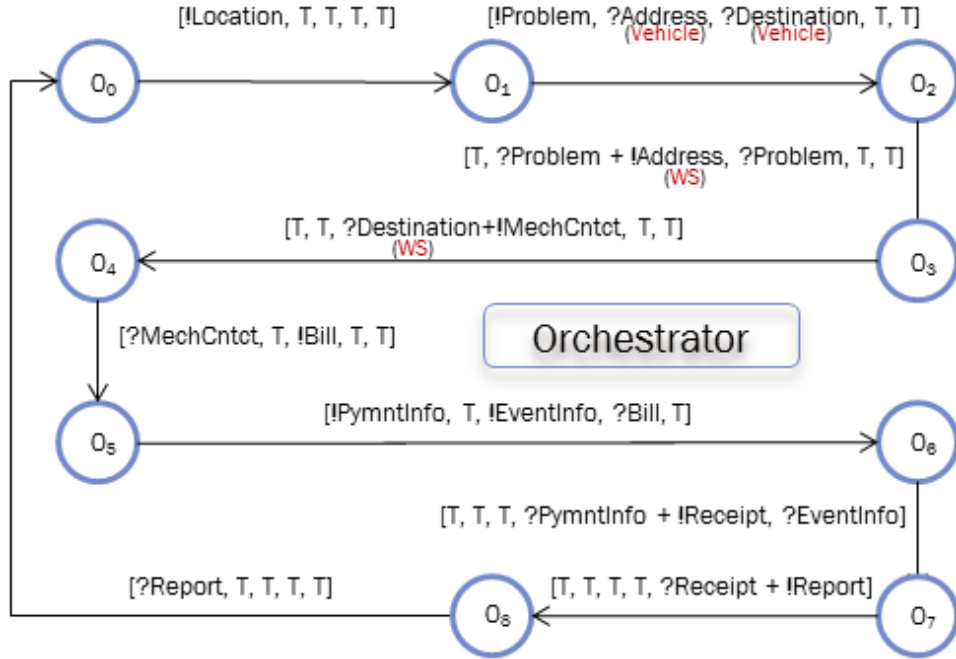 [!Location, T, T, T, T]
[!Problem, ?Address, ?Destination, T, T]
(Vehicle) (Vehicle)
O₀
O₁
O₂
[T, ?Problem + !Address, ?Problem, T, T]
(WS)
[T, T, ?Destination+!MechCntct, T, T]
(WS)
O₄
O₃
[?MechCntct, T, !Bill, T, T]
Orchestrator
[!PymntInfo, T, !EventInfo, ?Bill, T]
O₅
O₆
[T, T, T, ?PymntInfo + !Receipt, ?EventInfo]
[?Report, T, T, T, T]
[T, T, T, T, ?Receipt + !Report]
O₈
O₇